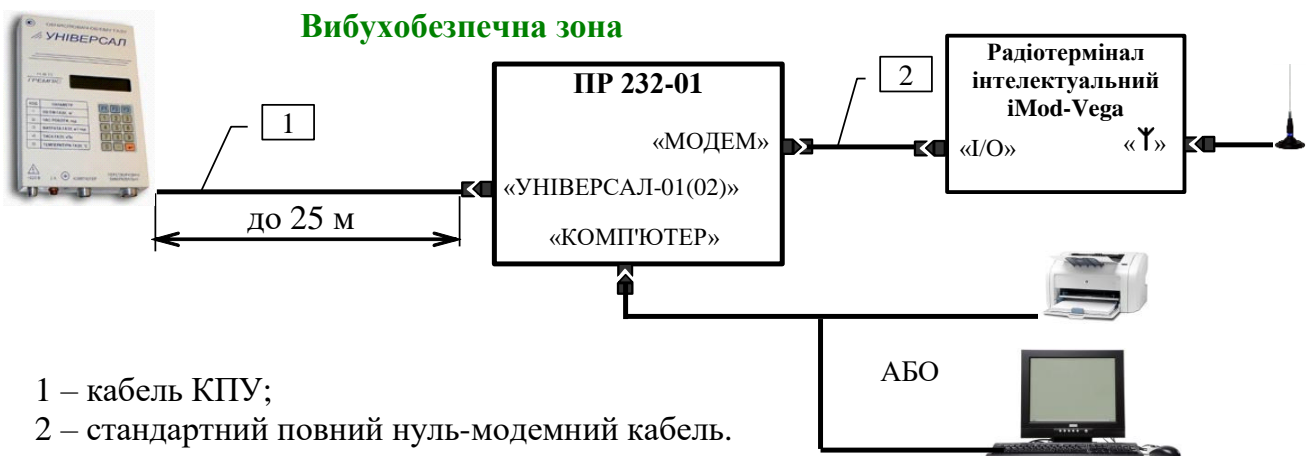 Вибухобезпечна зона
УНІВЕРСАЛ
ГРЕМПІС
1
до 25 м
ПР 232-01
«МОДЕМ»
«УНІВЕРСАЛ-01(02)»
«КОМП'ЮТЕР»
2
Радіотермінал
інтелектуальний
iMod-Vega
«I/O»
АБО
1 – кабель КПУ;
2 – стандартний повний нуль-модемний кабель.